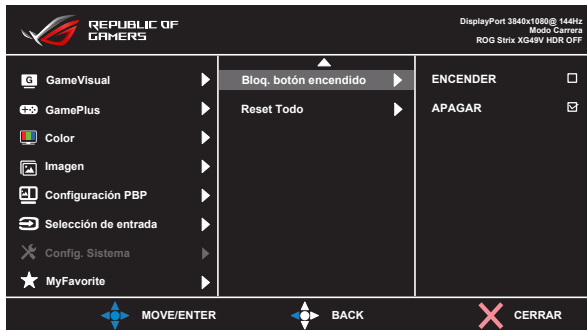 REPUBLIC OF
GAMERS
DisplayPort 3840x1080@ 144Hz
Modo Carrera
ROG Strix XG49V HDR OFF
G GameVisual
GamePlus
Color
Imagen
Configuración PBP
Selección de entrada
Config. Sistema
MyFavorite
Bloq. botón encendido
Reset Todo
ENCENDER
APAGAR
MOVE/ENTER
BACK
CERRAR